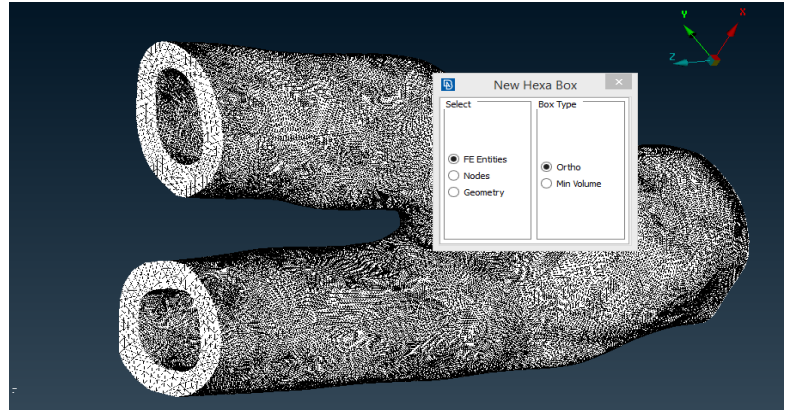 Y
X
Z
New Hexa Box
Select
Box Type
FE Entities
Nodes
Geometry
Ortho
Min Volume